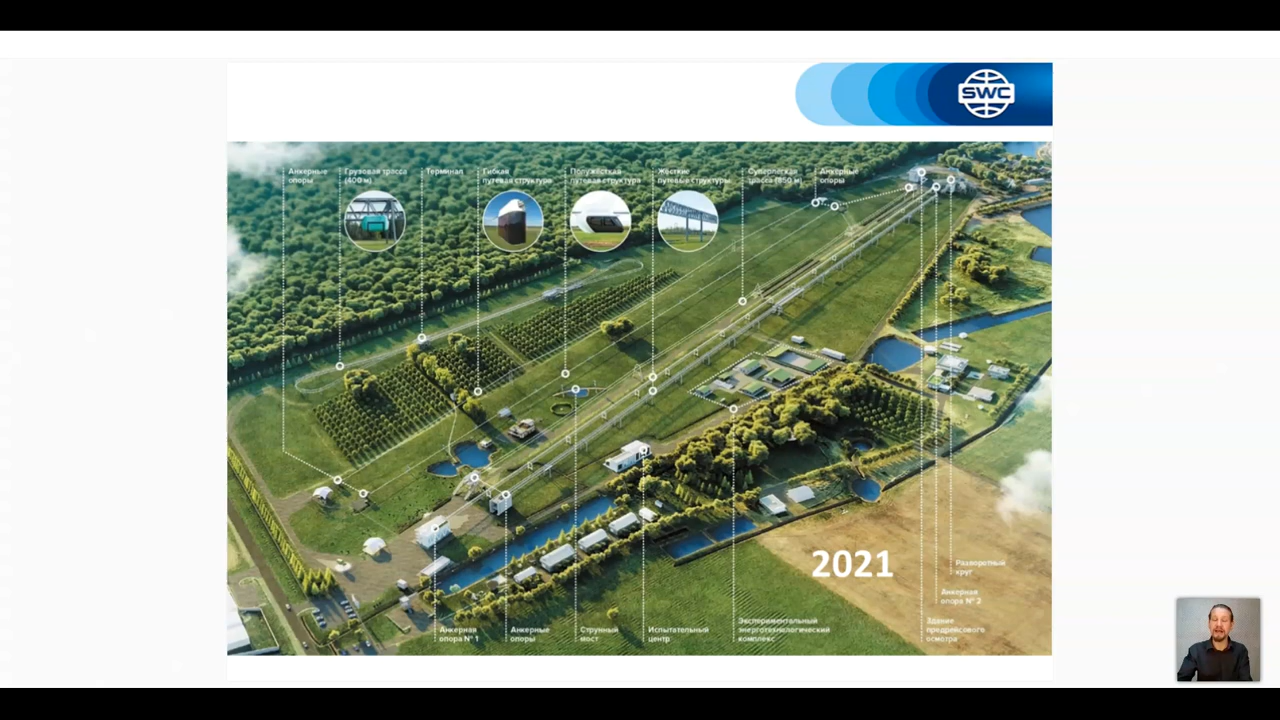 SWC
Анкерные
опоры
Грузовая трасса
(400 м)
Терминал
Гибкая
путевая структура
Полужёсткая
путевая структура
Жёсткие
путевые структуры
Суперлёгкая
трасса (850 м)
Анкерные
опоры
2021
Разворотный
круг
Анкерная
опора № 2
Анкерная
опора № 1
Анкерные
опоры
Струнный
мост
Испытательный
центр
Экспериментальный
энерготехнологический
комплекс
Здание
предрейсового
осмотра